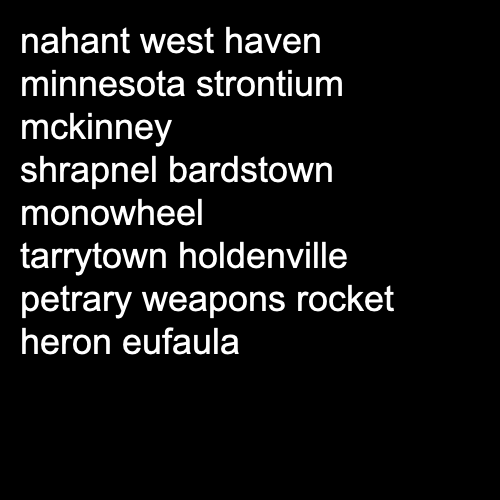 nahant west haven
minnesota strontium
mckinney
shrapnel bardstown
monowheel
tarrytown holdenville
petrary weapons rocket
heron eufaula